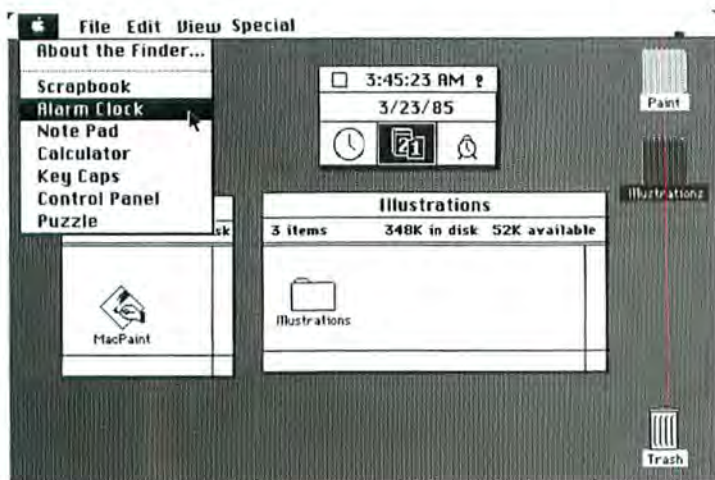 File Edit View Special
About the Finder...
Scrapbook
Alarm Clock
Note Pad
Calculator
Key Caps
Control Panel
Puzzle
3:45:23 AM
3/23/85
21
Paint
Illustrations
sk
MacPaint
Illustrations
3 items 348K in disk 52K available
Illustrations
Trash